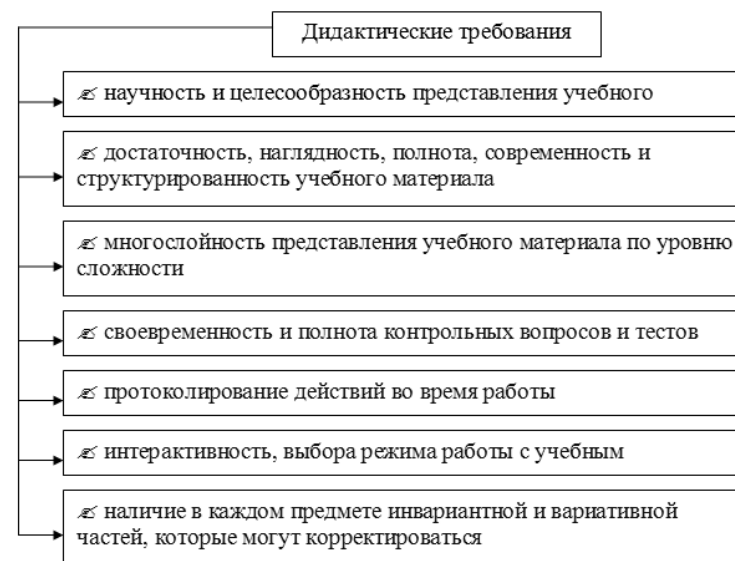 Дидактические требования
✍ научность и целесообразность представления учебного
✍ достаточность, наглядность, полнота, современность и
структурированность учебного материала
✍ многослойность представления учебного материала по уровню
сложности
✍ своевременность и полнота контрольных вопросов и тестов
✍ протоколирование действий во время работы
✍ интерактивность, выбора режима работы с учебным
✍ наличие в каждом предмете инвариантной и вариативной
частей, которые могут корректироваться